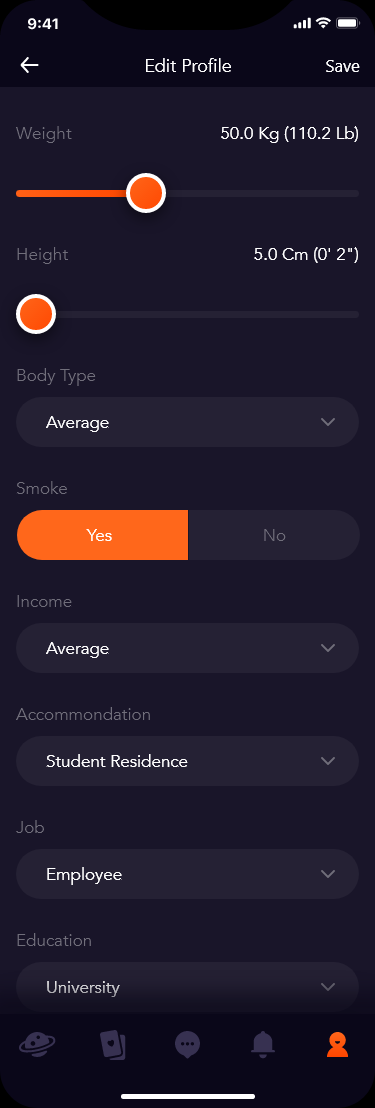 9:41
Edit Profile
Save
Weight
50.0 Kg (110.2 Lb)
Height
5.0 Cm (0' 2")
Body Type
Average
Smoke
Yes
No
Income
Average
Accommondation
Student Residence
Job
Employee
Education
University